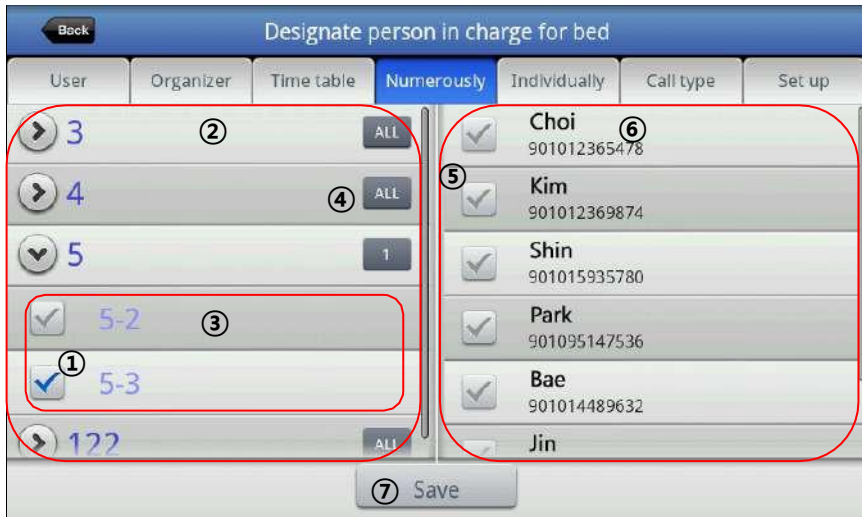 Back
Designate person in charge for bed
User Organizer Time table Numerously Individually Call type Set up
3 ② ALL
4 ④ ALL
5 1
5-2 ③
① 5-3
122 ALL
Choi ⑥
901012365478
⑤ Kim
901012369874
Shin
901015935780
Park
901095147536
Bae
901014489632
Jin
⑦ Save